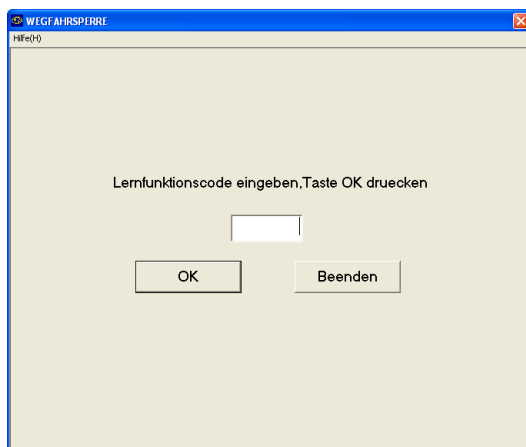 WEGFAHRSPERRE
Hilfe(H)
Lernfunktionscode eingeben,Taste OK druecken
OK
Beenden